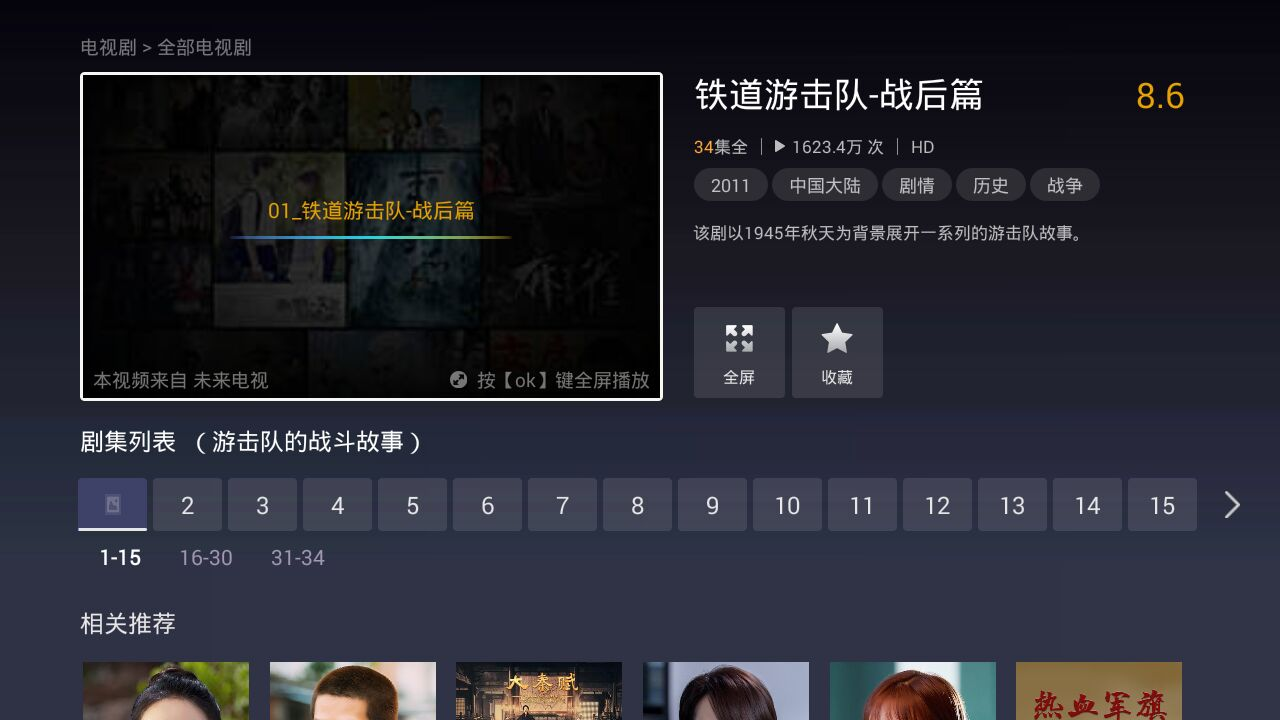 电视剧 > 全部电视剧
铁道游击队-战后篇
8.6
34集全 | 1623.4万 次 | HD
2011 中国大陆 剧情 历史 战争
01_铁道游击队-战后篇
该剧以1945年秋天为背景展开一系列的游击队故事。
全屏 收藏
本视频来自 未来电视 按【ok】键全屏播放
剧集列表 （游击队的战斗故事）
2 3 4 5 6 7 8 9 10 11 12 13 14 15
1-15 16-30 31-34
相关推荐
大秦赋
热血军旗